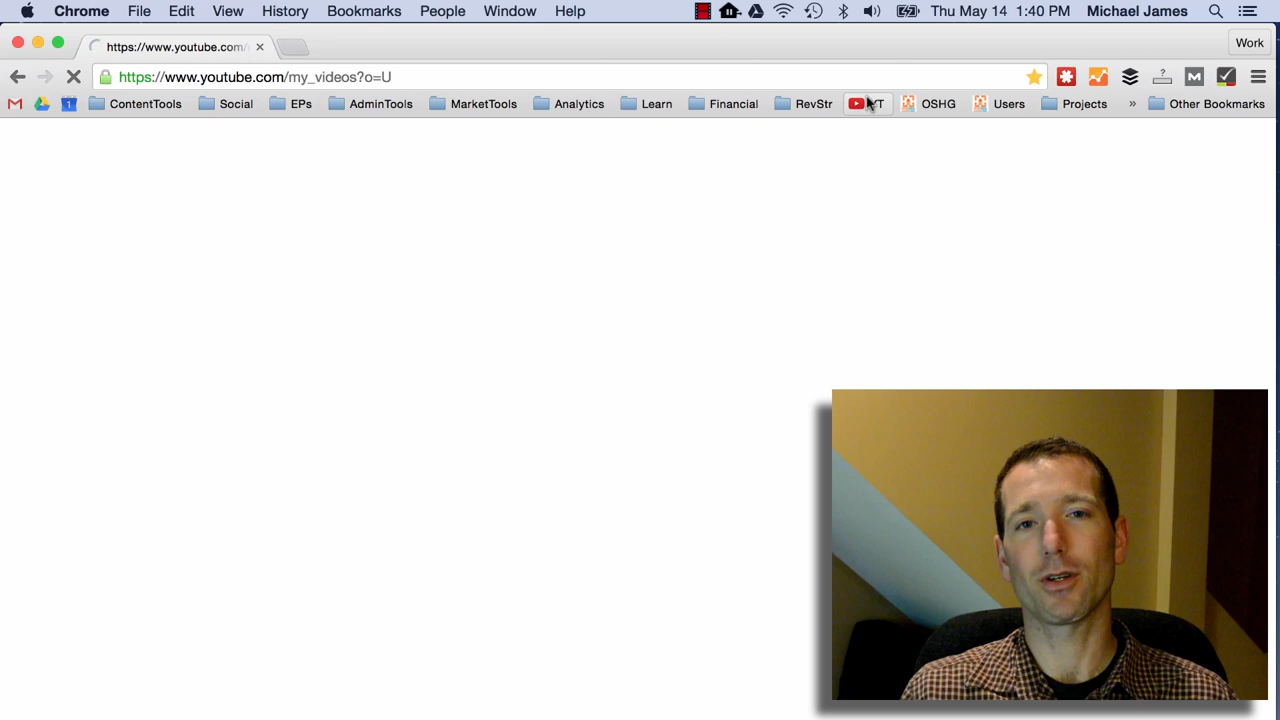 Chrome File Edit View History Bookmarks People Window Help Thu May 14 1:40 PM Michael James
https://www.youtube.com/ Work
https://www.youtube.com/my_videos?o=U
ContentTools Social EPs AdminTools MarketTools Analytics Learn Financial RevStr OSHG Users Projects » Other Bookmarks